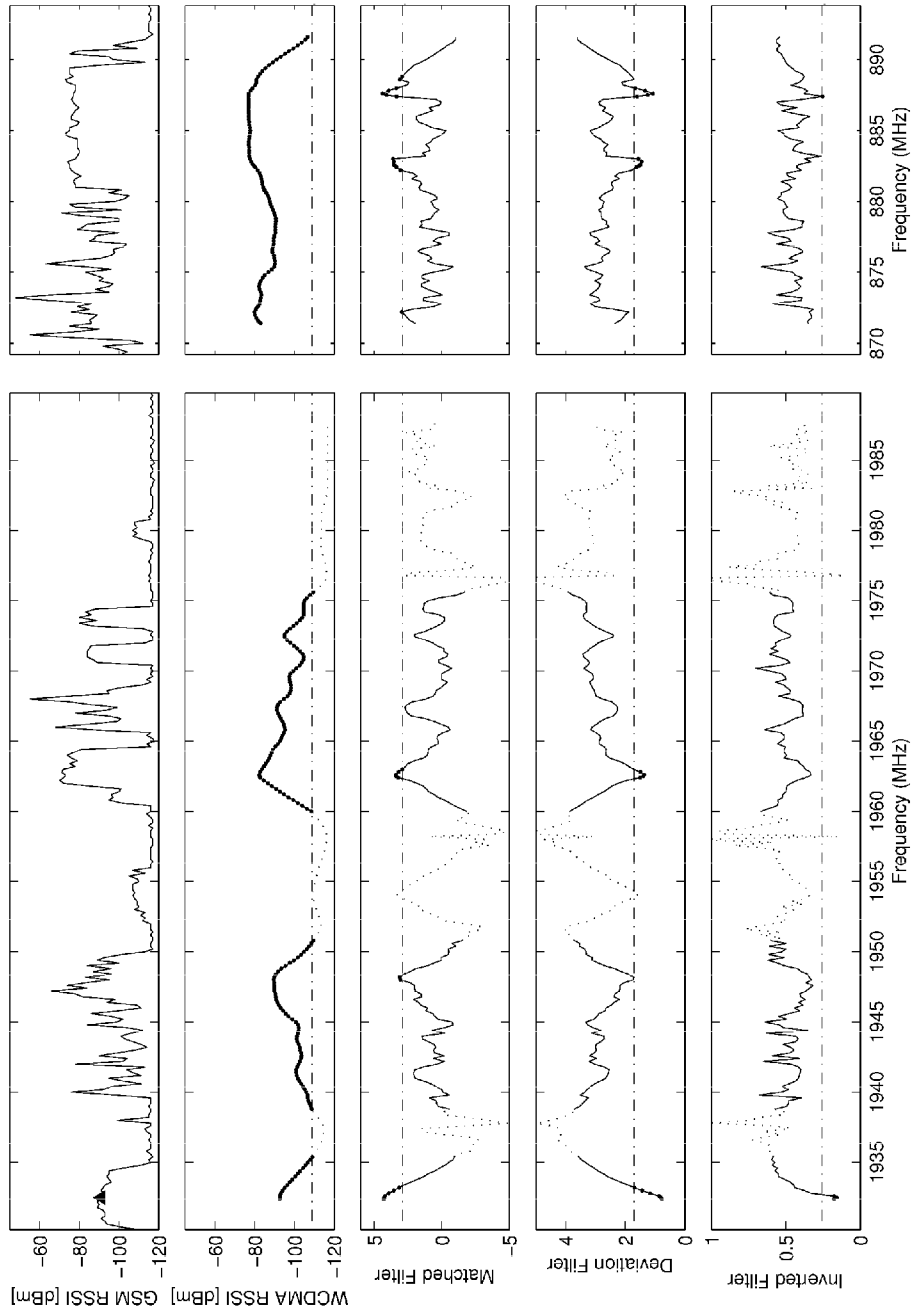 GSM RSSI [dBm]
−60
−80
−100
−120
WCDMA RSSI [dBm]
−60
−80
−100
−120
Matched Filter
5
0
−5
Deviation Filter
4
2
0
Inverted Filter
1
0.5
0
1935 1940 1945 1950 1955 1960 1965 1970 1975 1980 1985
Frequency (MHz)
870 875 880 885 890
Frequency (MHz)